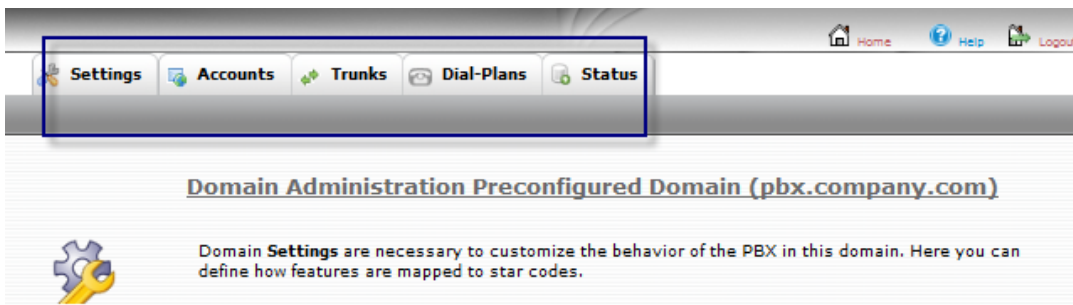 Home Help Logou
Settings Accounts Trunks Dial-Plans Status
Domain Administration Preconfigured Domain (pbx.company.com)
Domain Settings are necessary to customize the behavior of the PBX in this domain. Here you can
define how features are mapped to star codes.